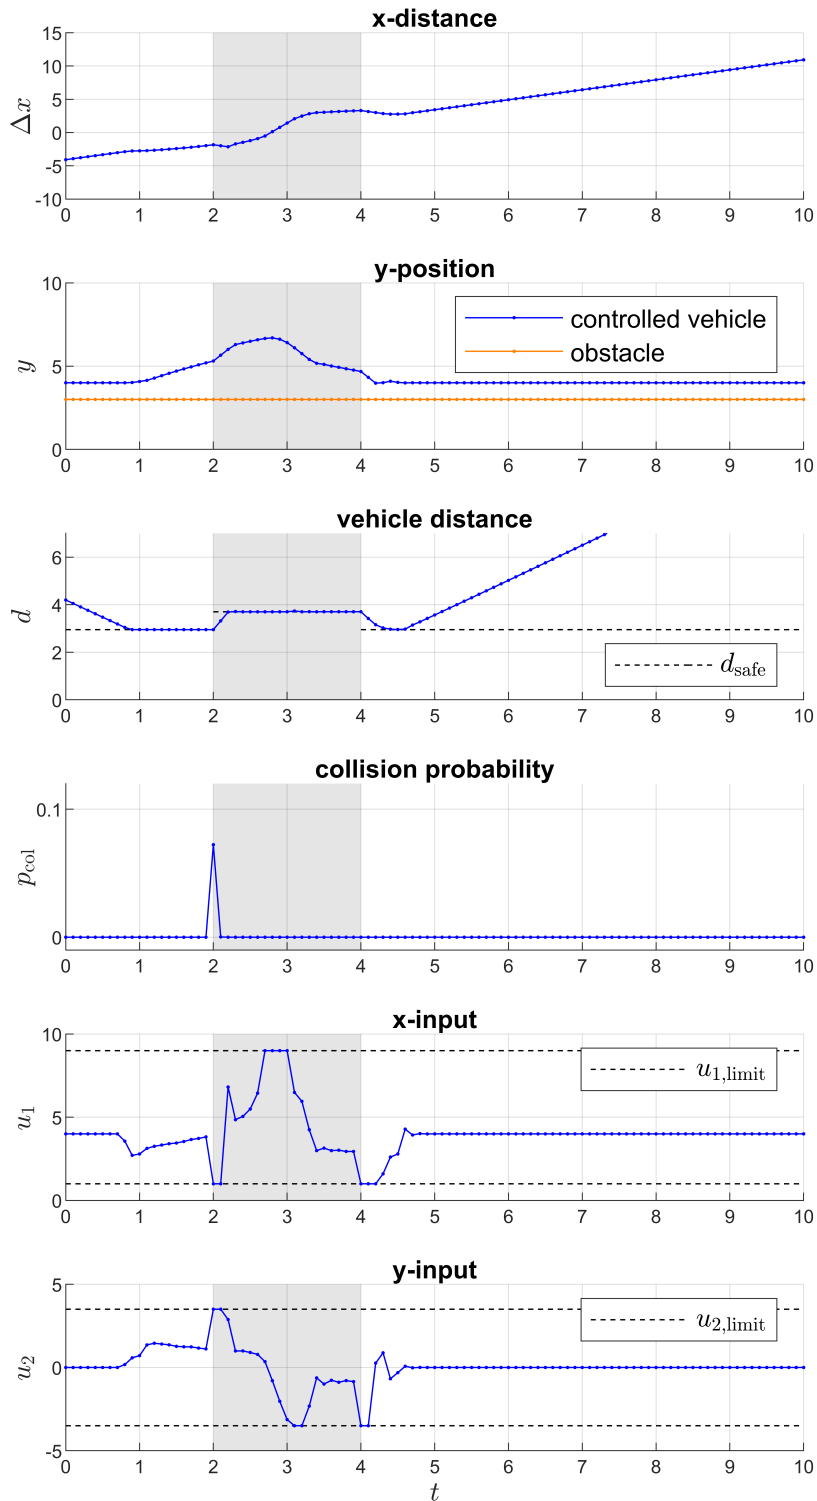 x-distance
15
10
5
0
-5
-10
Δx
0 1 2 3 4 5 6 7 8 9 10
y-position
10
5
0
y
controlled vehicle
obstacle
0 1 2 3 4 5 6 7 8 9 10
vehicle distance
6
4
2
0
d
d_safe
0 1 2 3 4 5 6 7 8 9 10
collision probability
0.1
0
p_col
0 1 2 3 4 5 6 7 8 9 10
x-input
10
5
0
u_1
u_1,limit
0 1 2 3 4 5 6 7 8 9 10
y-input
5
0
-5
u_2
u_2,limit
0 1 2 3 4 5 6 7 8 9 10
t